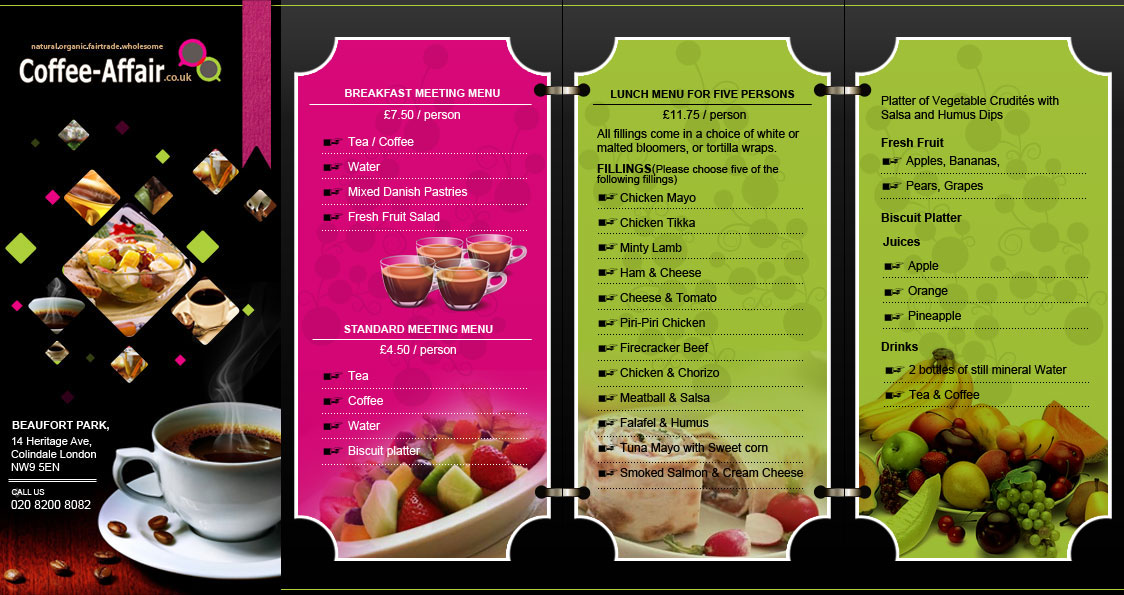 natural.organic.fairtrade.wholesome
Coffee-Affair.co.uk
BEAUFORT PARK,
14 Heritage Ave,
Colindale London
NW9 5EN
CALL US
020 8200 8082
BREAKFAST MEETING MENU
£7.50 / person
Tea / Coffee
Water
Mixed Danish Pastries
Fresh Fruit Salad
STANDARD MEETING MENU
£4.50 / person
Tea
Coffee
Water
Biscuit platter
LUNCH MENU FOR FIVE PERSONS
£11.75 / person
All fillings come in a choice of white or
malted bloomers, or tortilla wraps.
FILLINGS(Please choose five of the
following fillings)
Chicken Mayo
Chicken Tikka
Minty Lamb
Ham & Cheese
Cheese & Tomato
Piri-Piri Chicken
Firecracker Beef
Chicken & Chorizo
Meatball & Salsa
Falafel & Humus
Tuna Mayo with Sweet corn
Smoked Salmon & Cream Cheese
Platter of Vegetable Crudités with
Salsa and Humus Dips
Fresh Fruit
Apples, Bananas,
Pears, Grapes
Biscuit Platter
Juices
Apple
Orange
Pineapple
Drinks
2 bottles of still mineral Water
Tea & Coffee